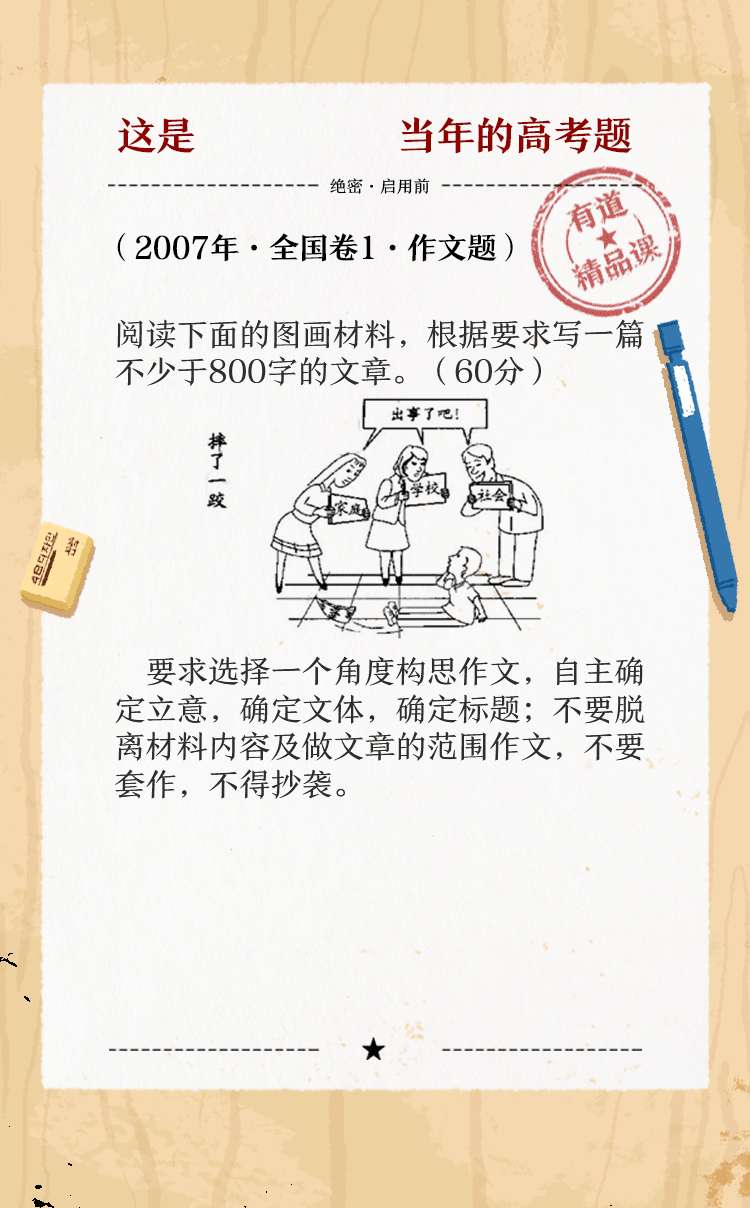 这是 当年的高考题
绝密·启用前
有道
精品课
（2007年·全国卷1·作文题）
阅读下面的图画材料，根据要求写一篇
不少于800字的文章。（60分）
出事了吧！
摔了一跤
家庭
学校
社会
要求选择一个角度构思作文，自主确
定立意，确定文体，确定标题；不要脱
离材料内容及做文章的范围作文，不要
套作，不得抄袭。